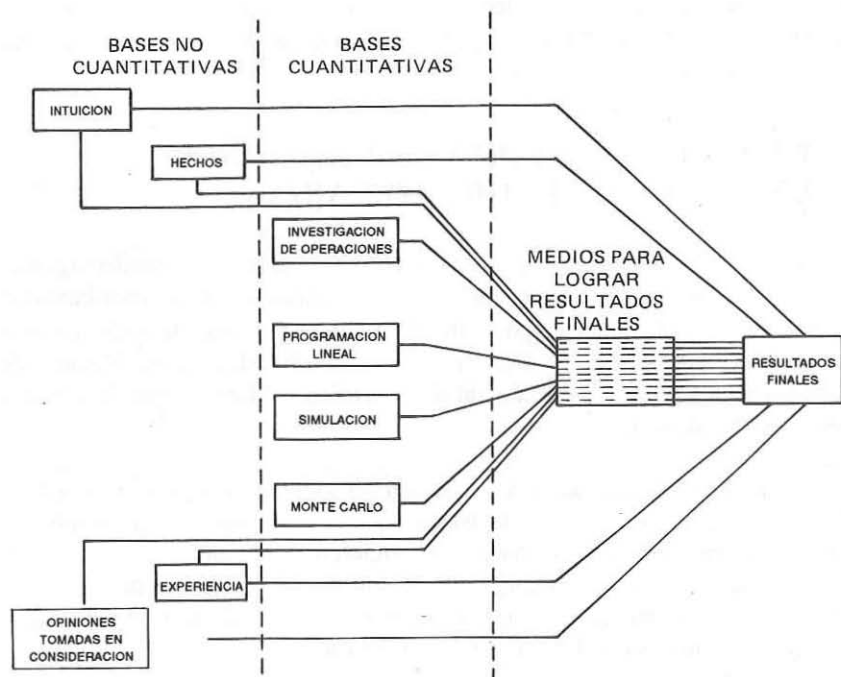 BASES NO
CUANTITATIVAS
BASES
CUANTITATIVAS
INTUICION
HECHOS
INVESTIGACION
DE OPERACIONES
MEDIOS PARA
LOGRAR
RESULTADOS
FINALES
PROGRAMACION
LINEAL
RESULTADOS
FINALES
SIMULACION
MONTE CARLO
EXPERIENCIA
OPINIONES
TOMADAS EN
CONSIDERACION